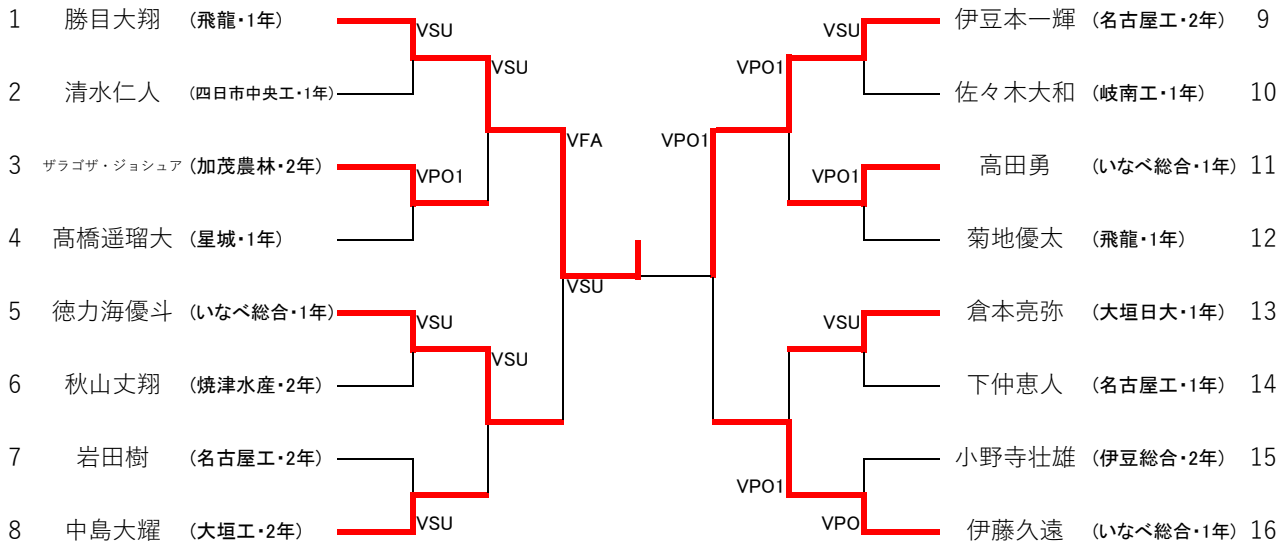 1 勝目大翔 (飛龍・1年)
2 清水仁人 (四日市中央工・1年)
3 ザラゴザ・ジョシュア (加茂農林・2年)
4 髙橋遥瑠大 (星城・1年)
5 徳力海優斗 (いなべ総合・1年)
6 秋山丈翔 (焼津水産・2年)
7 岩田樹 (名古屋工・2年)
8 中島大耀 (大垣工・2年)
VSU
VPO1
VSU
VSU
VSU
VSU
VFA
VSU
VPO1
VPO1
VPO1
VSU
VPO1
VSU
VPO
伊豆本一輝 (名古屋工・2年) 9
佐々木大和 (岐南工・1年) 10
高田勇 (いなべ総合・1年) 11
菊地優太 (飛龍・1年) 12
倉本亮弥 (大垣日大・1年) 13
下仲恵人 (名古屋工・1年) 14
小野寺壮雄 (伊豆総合・2年) 15
伊藤久遠 (いなべ総合・1年) 16